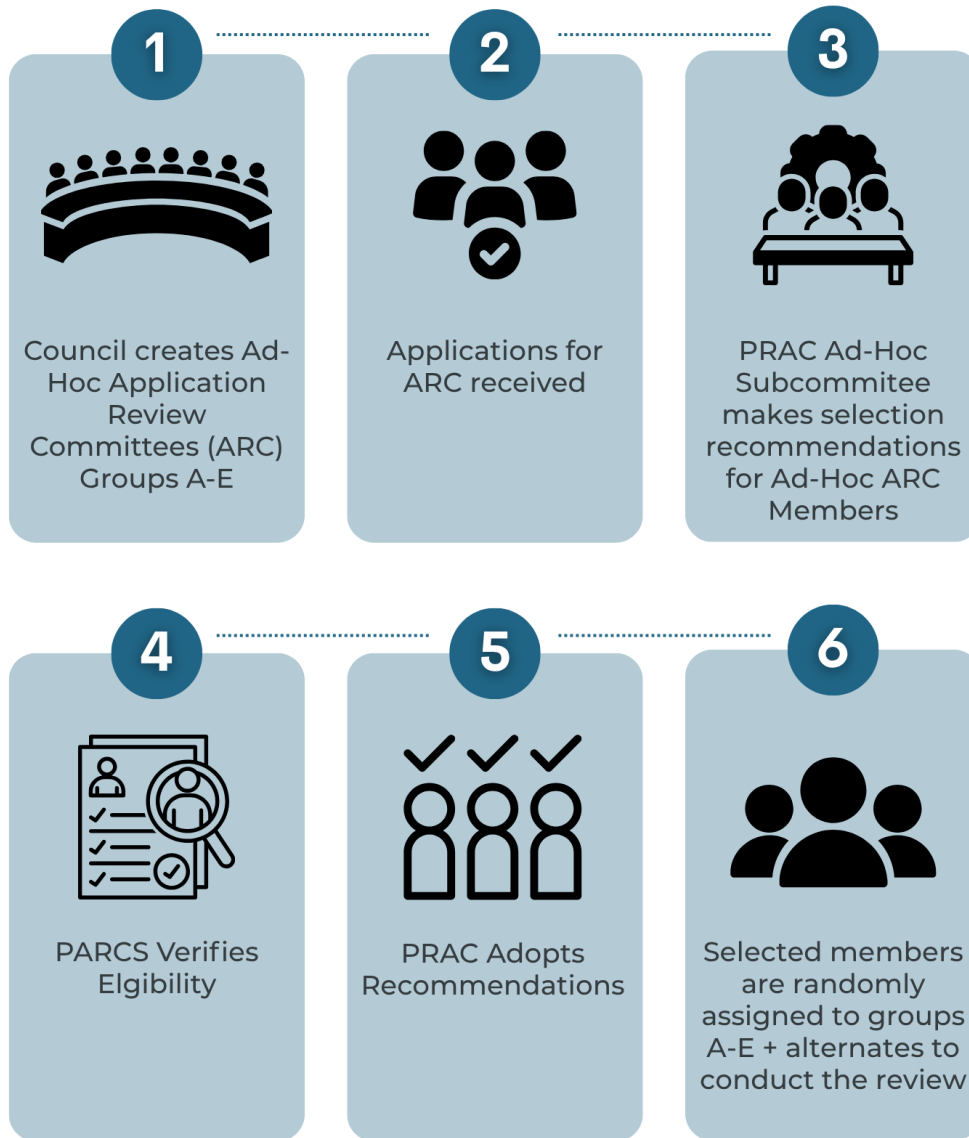 1
Council creates Ad-
Hoc Application
Review
Committees (ARC)
Groups A-E
2
Applications for
ARC received
3
PRAC Ad-Hoc
Subcommitee
makes selection
recommendations
for Ad-Hoc ARC
Members
4
PARCS Verifies
Elgibility
5
PRAC Adopts
Recommendations
6
Selected members
are randomly
assigned to groups
A-E + alternates to
conduct the review